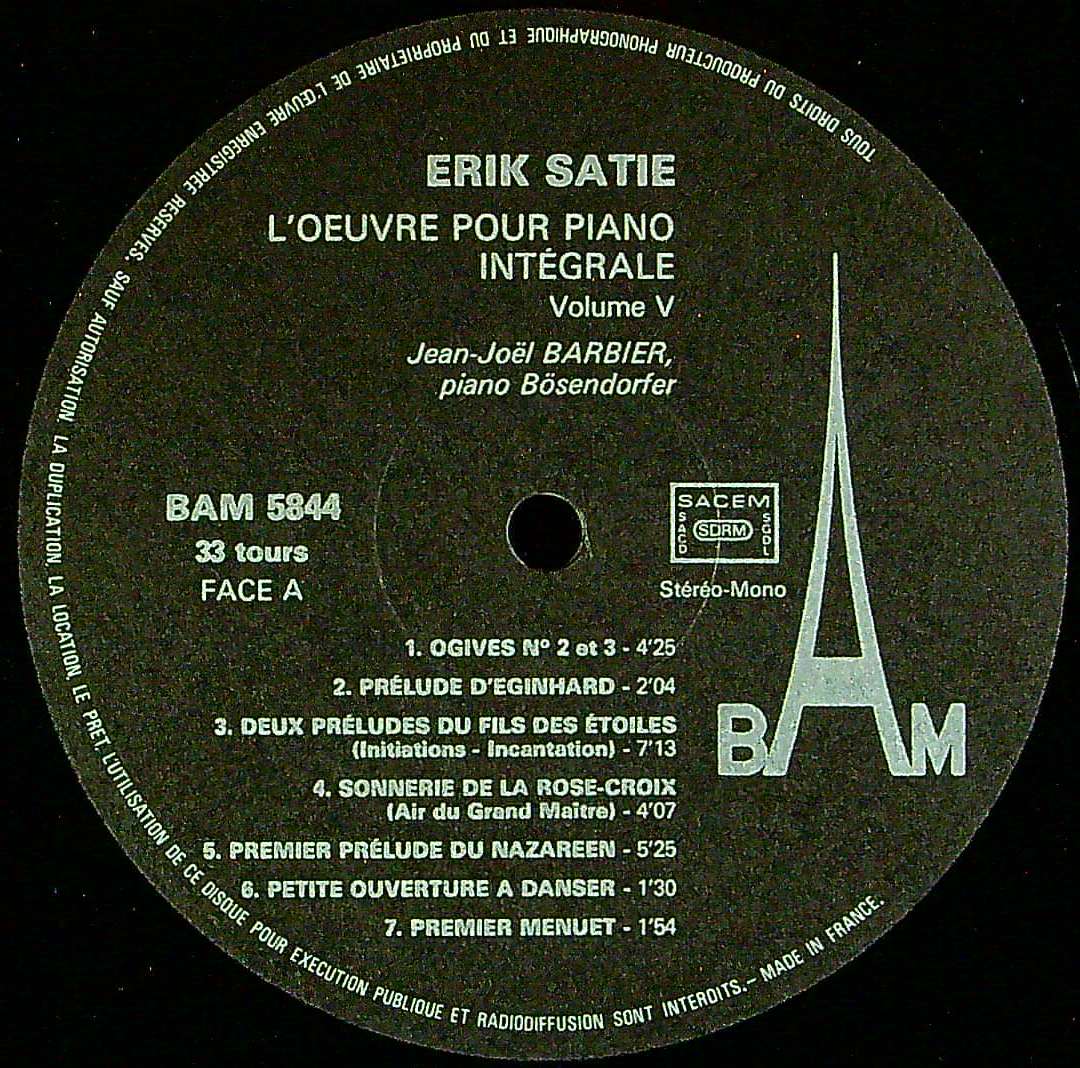 TOUS DROITS DU PRODUCTEUR PHONOGRAPHIQUE ET DU PROPRIETAIRE DE L'ŒUVRE ENREGISTREE RESERVES. SAUF AUTORISATION, LA DUPLICATION, LA LOCATION, LE PRET, L'UTILISATION DE CE DISQUE POUR EXECUTION PUBLIQUE ET RADIODIFFUSION SONT INTERDITS. – MADE IN FRANCE.
ERIK SATIE
L'OEUVRE POUR PIANO
INTÉGRALE
Volume V
Jean-Joël BARBIER,
piano Bösendorfer
BAM 5844
33 tours
FACE A
SACEM
SACD
SDRM
SGDL
Stéréo-Mono
1. OGIVES Nº 2 et 3 - 4'25
2. PRÉLUDE D'EGINHARD - 2'04
3. DEUX PRÉLUDES DU FILS DES ÉTOILES
(Initiations - Incantation) - 7'13
4. SONNERIE DE LA ROSE-CROIX
(Air du Grand Maître) - 4'07
5. PREMIER PRÉLUDE DU NAZAREEN - 5'25
6. PETITE OUVERTURE A DANSER - 1'30
7. PREMIER MENUET - 1'54
BAM